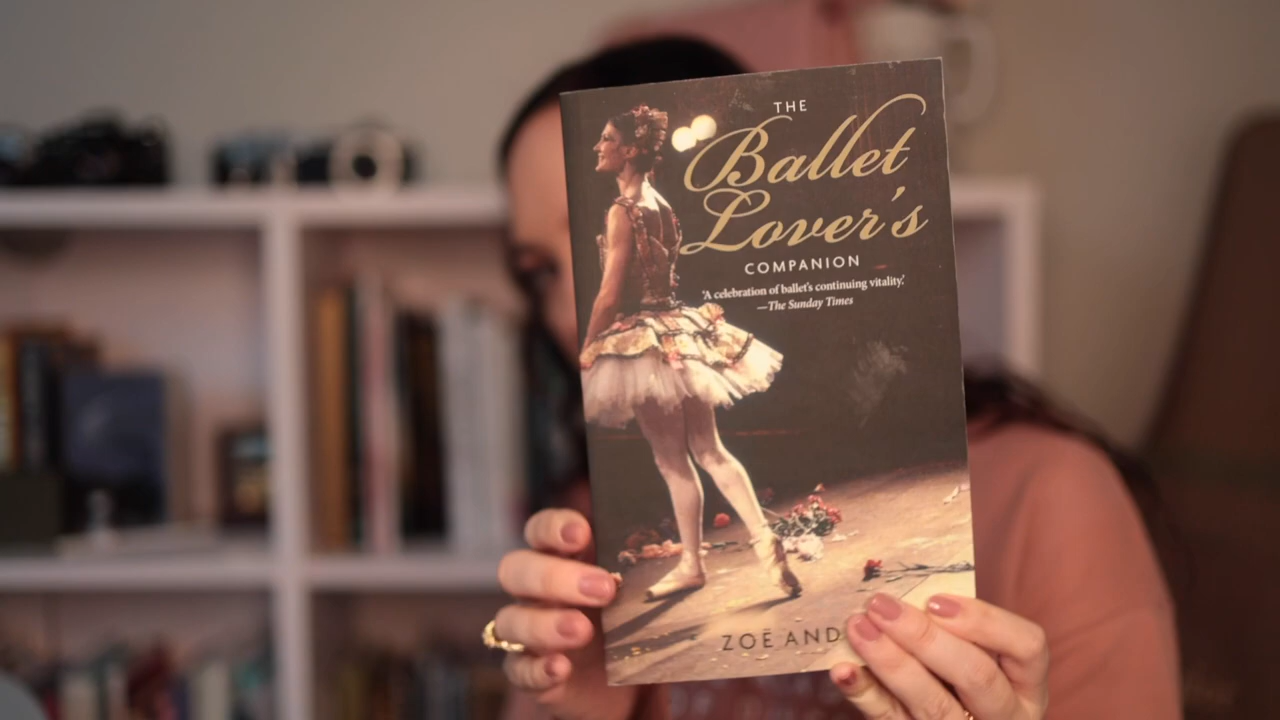 THE
Ballet
Lover's
COMPANION
'A celebration of ballet's continuing vitality.'
—The Sunday Times
ZOË AND